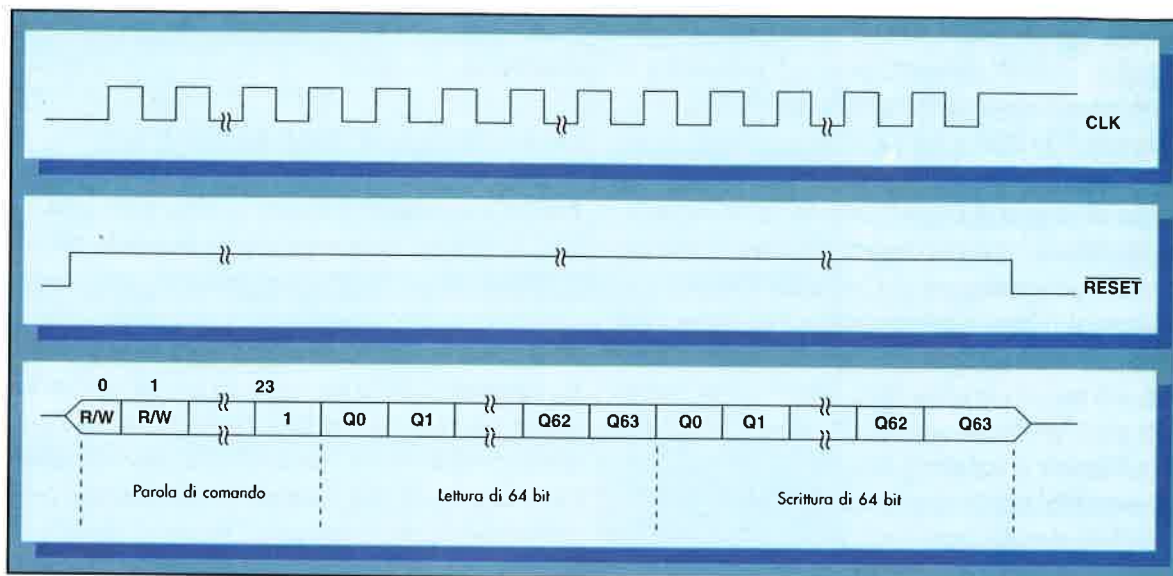 CLK
RESET
0 1 23
R/W R/W 1 Q0 Q1 Q62 Q63 Q0 Q1 Q62 Q63
Parola di comando Lettura di 64 bit Scrittura di 64 bit